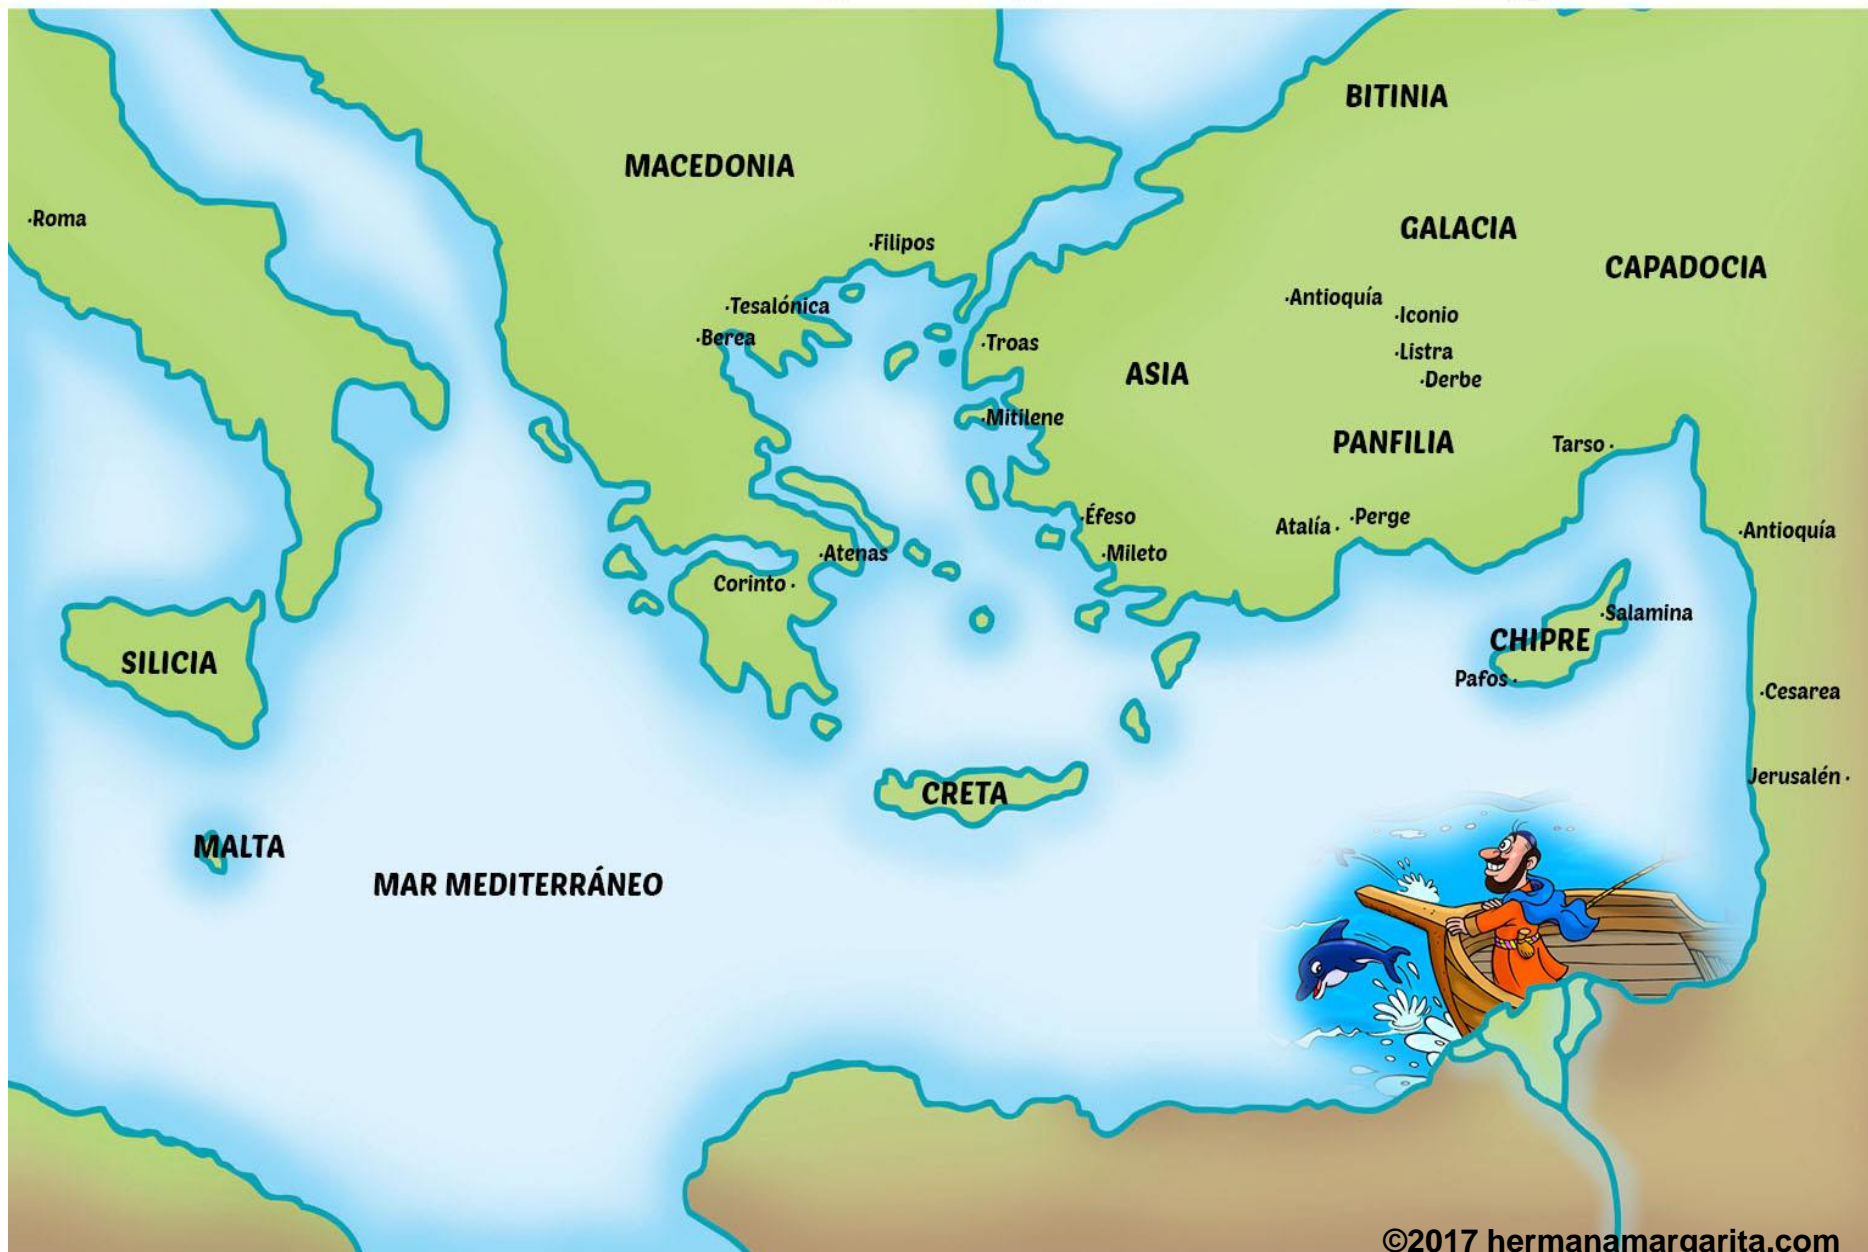 BITINIA
MACEDONIA
·Roma
GALACIA
·Filipos
CAPADOCIA
·Antioquía
·Tesalónica
·Iconio
·Berea
·Troas
·Listra
ASIA
·Derbe
·Mitilene
PANFILIA
Tarso·
·Éfeso
Atalía·
·Perge
·Antioquía
·Atenas
·Mileto
Corinto·
·Salamina
CHIPRE
SILICIA
Pafos·
·Cesarea
Jerusalén·
CRETA
MALTA
MAR MEDITERRÁNEO
©2017 hermanamargarita.com